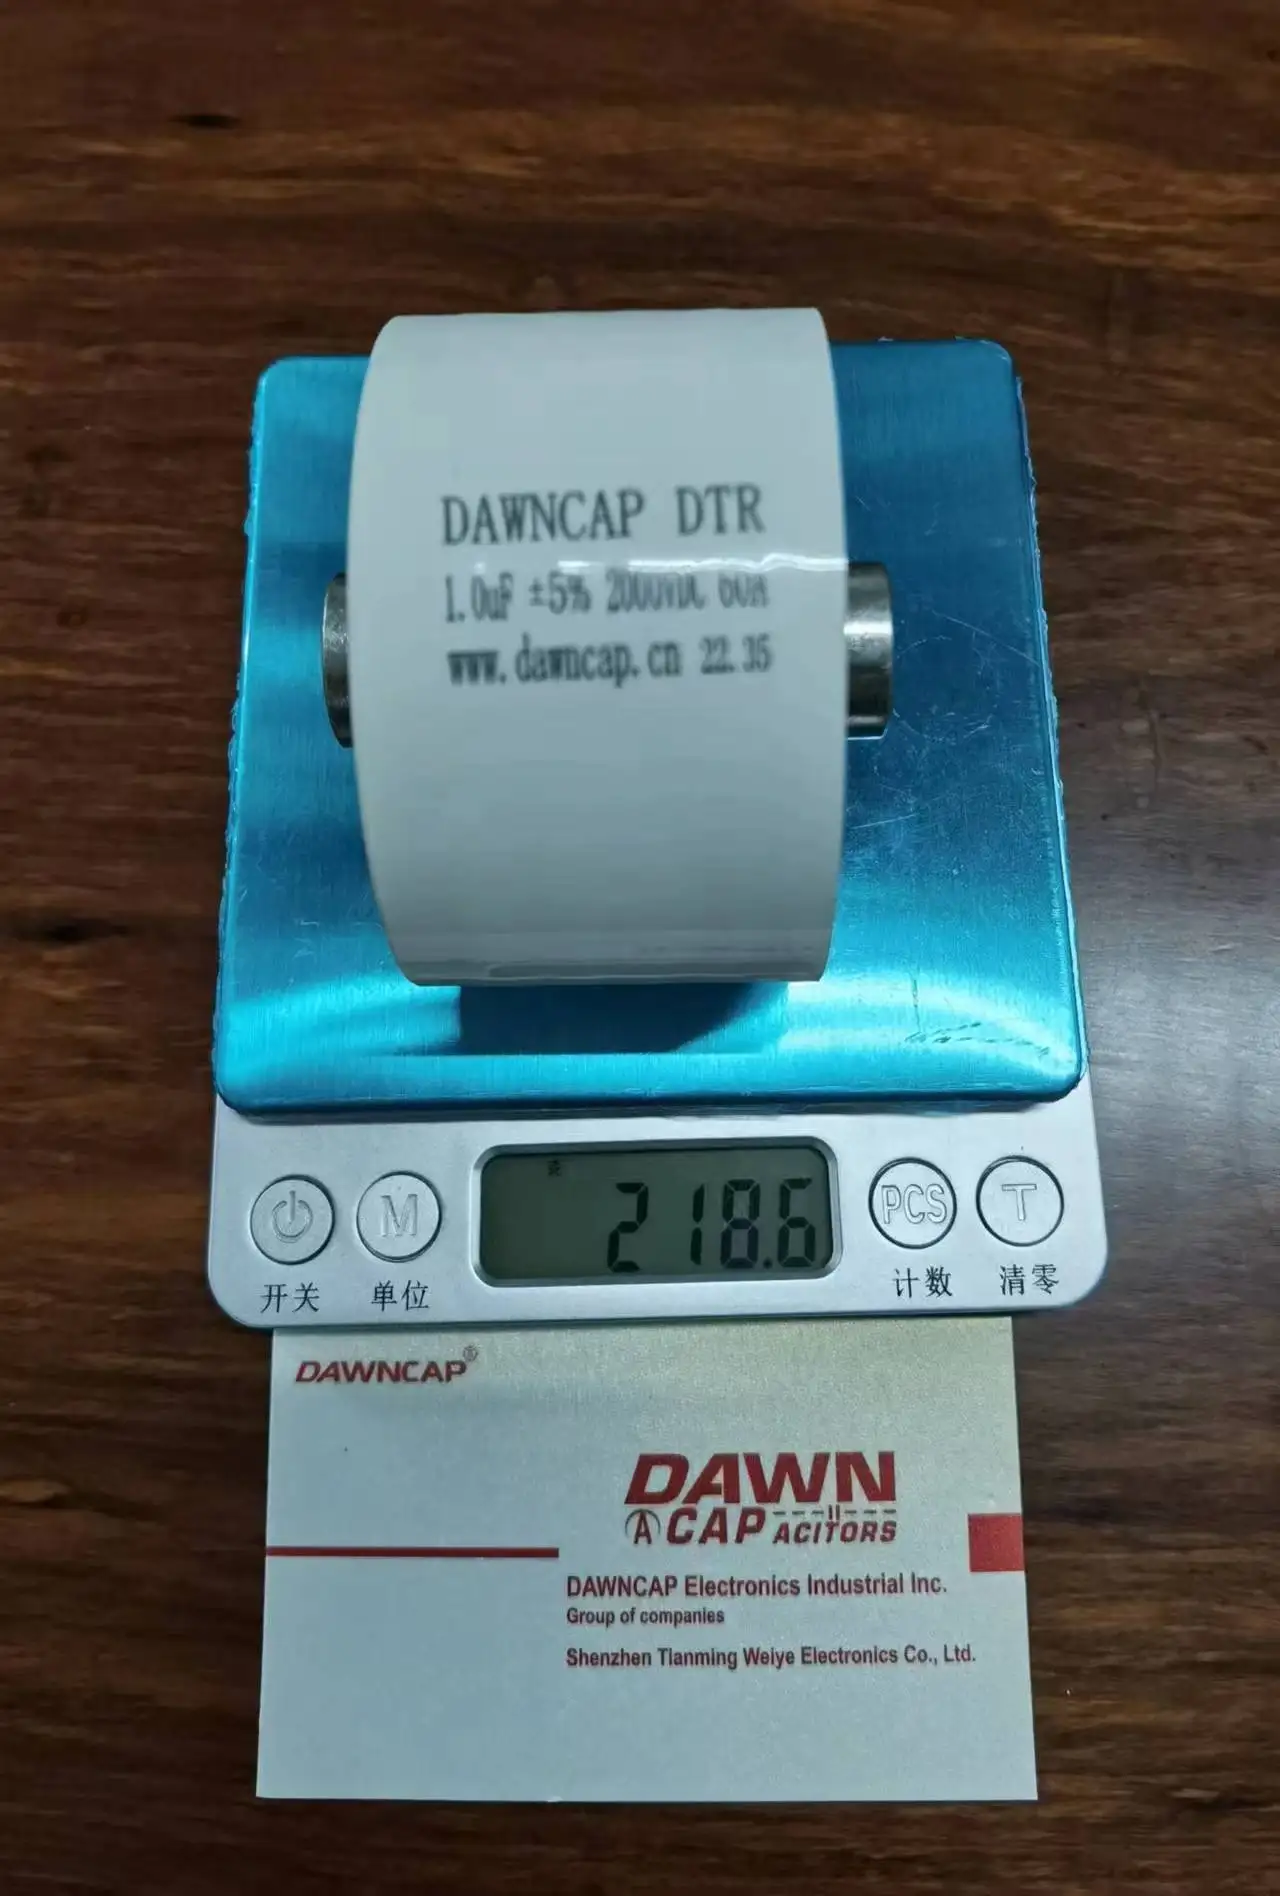 DAWNCAP DTR
1.0uF ±5% 2000VDC 60A
www.dawncap.cn 22.35
克
218.6
M
PCS
T
开关
单位
计数
清零
DAWNCAP®
DAWN
CAPACITORS
DAWNCAP Electronics Industrial Inc.
Group of companies
Shenzhen Tianming Weiye Electronics Co., Ltd.